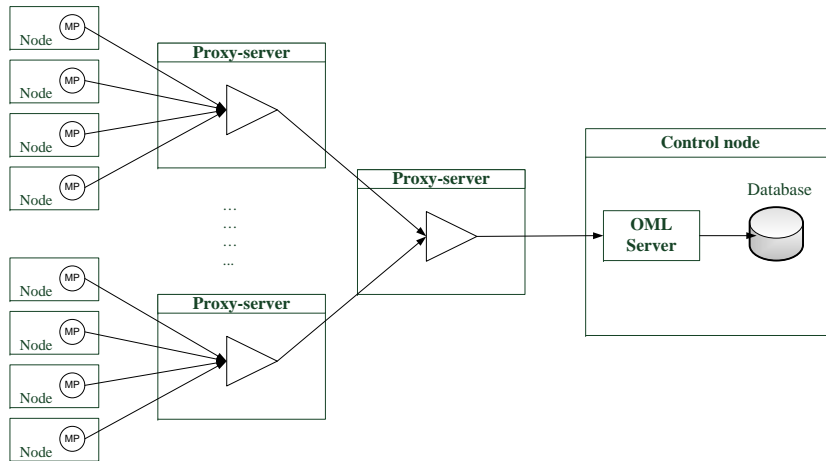 MP
Node
MP
Node
MP
Node
MP
Node
Proxy-server
...
...
...
...
MP
Node
MP
Node
MP
Node
MP
Node
Proxy-server
Proxy-server
Control node
OML
Server
Database